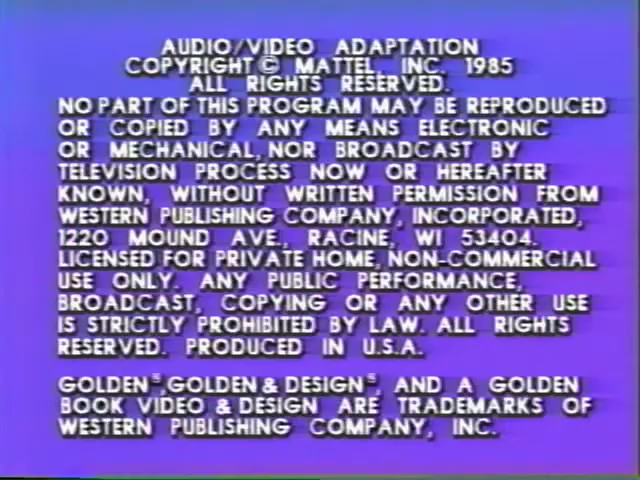 AUDIO/VIDEO ADAPTATION
COPYRIGHT © MATTEL, INC. 1985
ALL RIGHTS RESERVED.
NO PART OF THIS PROGRAM MAY BE REPRODUCED
OR COPIED BY ANY MEANS ELECTRONIC
OR MECHANICAL, NOR BROADCAST BY
TELEVISION PROCESS NOW OR HEREAFTER
KNOWN, WITHOUT WRITTEN PERMISSION FROM
WESTERN PUBLISHING COMPANY, INCORPORATED,
1220 MOUND AVE., RACINE, WI 53404.
LICENSED FOR PRIVATE HOME, NON-COMMERCIAL
USE ONLY. ANY PUBLIC PERFORMANCE,
BROADCAST, COPYING OR ANY OTHER USE
IS STRICTLY PROHIBITED BY LAW. ALL RIGHTS
RESERVED. PRODUCED IN U.S.A.
GOLDEN®, GOLDEN & DESIGN®, AND A GOLDEN
BOOK VIDEO & DESIGN ARE TRADEMARKS OF
WESTERN PUBLISHING COMPANY, INC.